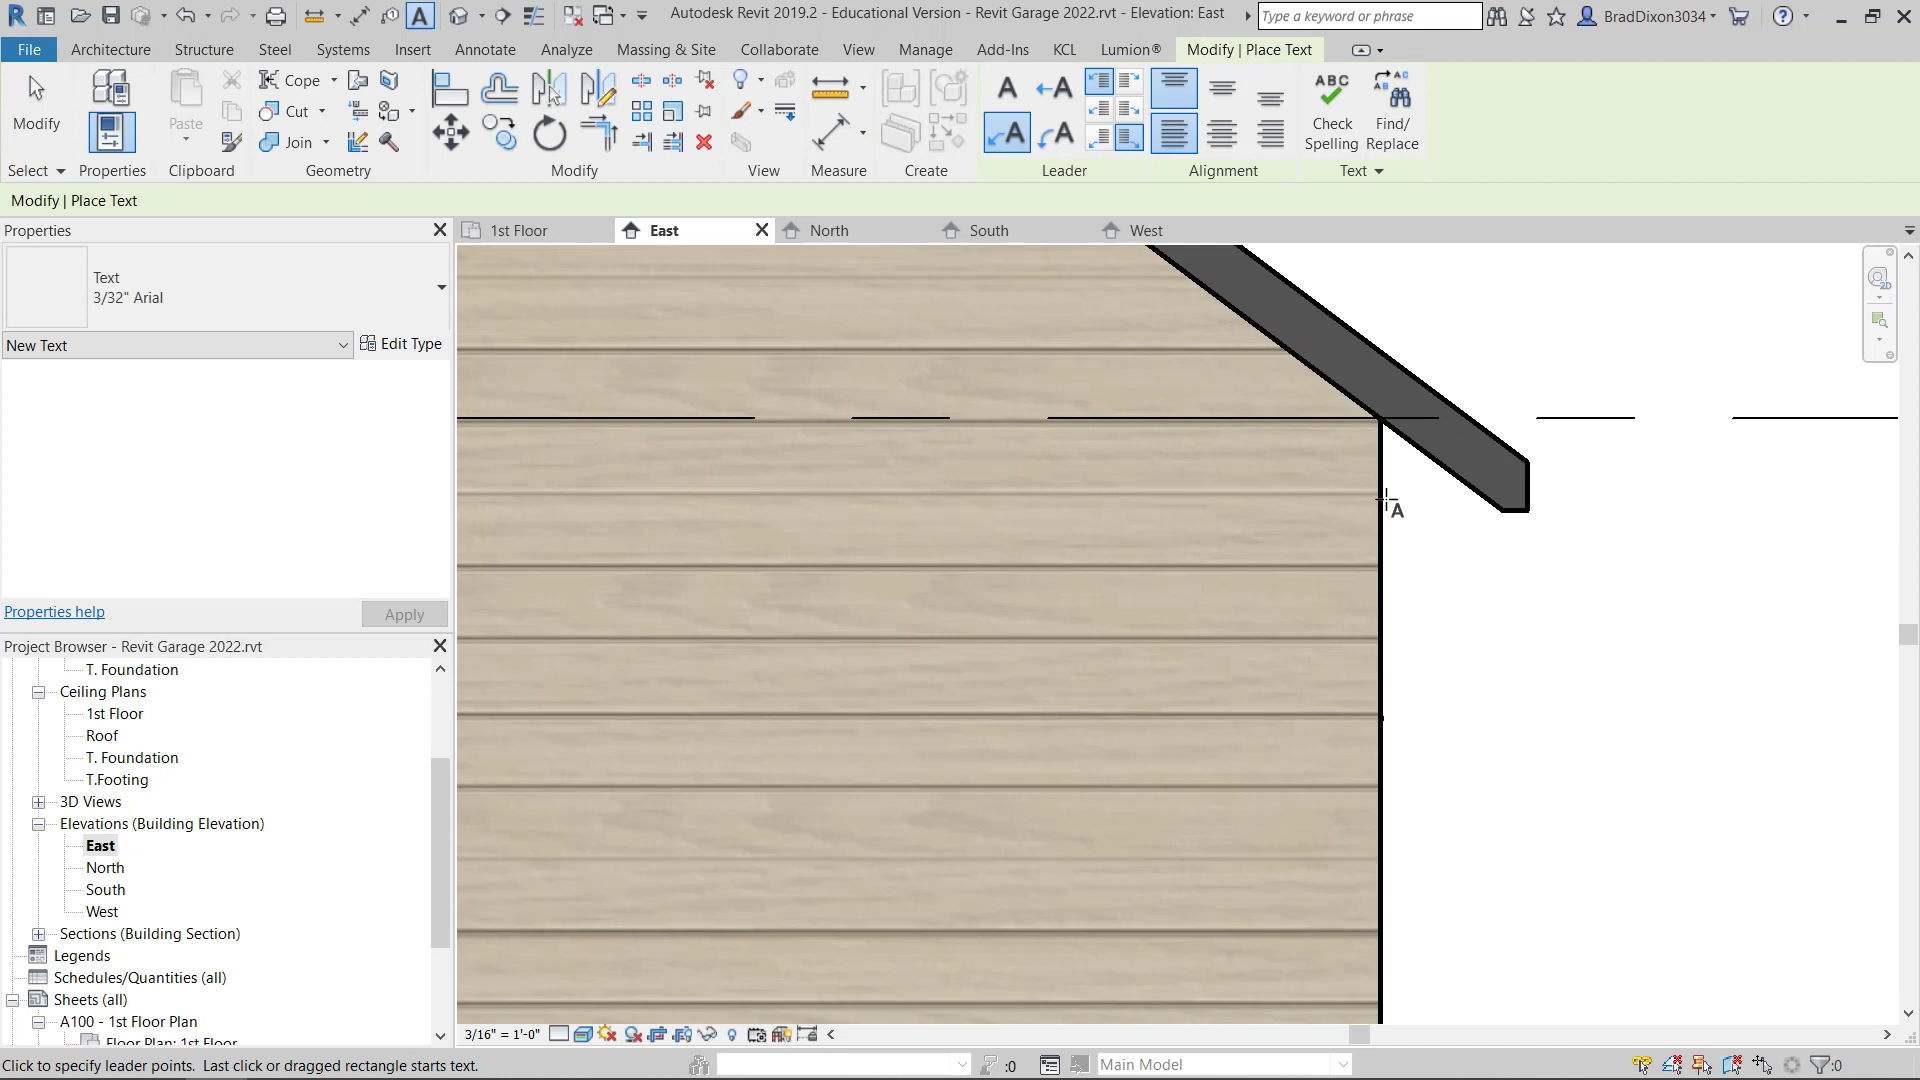 Autodesk Revit 2019.2 - Educational Version - Revit Garage 2022.rvt - Elevation: East
Type a keyword or phrase
BradDixon3034
File Architecture Structure Steel Systems Insert Annotate Analyze Massing & Site Collaborate View Manage Add-Ins KCL Lumion® Modify | Place Text
Modify
Paste
Cope
Cut
Join
Check Spelling
Find/ Replace
Select Properties Clipboard Geometry Modify View Measure Create Leader Alignment Text
Modify | Place Text
Properties
1st Floor East North South West
Text
3/32" Arial
New Text
Edit Type
Properties help
Apply
Project Browser - Revit Garage 2022.rvt
T. Foundation
Ceiling Plans
1st Floor
Roof
T. Foundation
T.Footing
3D Views
Elevations (Building Elevation)
East
North
South
West
Sections (Building Section)
Legends
Schedules/Quantities (all)
Sheets (all)
A100 - 1st Floor Plan
Floor Plan: 1st Floor
3/16" = 1'-0"
Click to specify leader points. Last click or dragged rectangle starts text.
:0
Main Model
:0